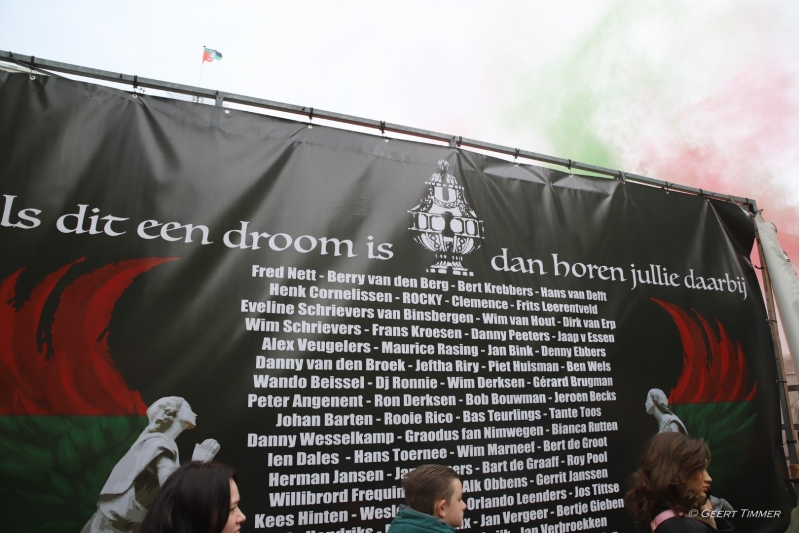 ls dit een droom is dan horen jullie daarbij
Fred Nett - Berry van den Berg - Bert Krebbers - Hans van Delft
Henk Cornelissen - ROCKY - Clemence - Frits Leerentveld
Eveline Schrievers van Binsbergen - Wim van Hout - Dirk van Erp
Wim Schrievers - Frans Kroesen - Danny Peeters - Jaap v Essen
Alex Veugelers - Maurice Rasing - Jan Bink - Denny Ebbers
Danny van den Broek - Jeftha Riry - Piet Huisman - Ben Wels
Wando Beissel - Dj Ronnie - Wim Derksen - Gérard Brugman
Peter Angenent - Ron Derksen - Bob Bouwman - Jeroen Becks
Johan Barten - Rooie Rico - Bas Teurlings - Tante Toos
Danny Wesselkamp - Graodus fan Nimwegen - Bianca Rutten
Ien Dales - Hans Toernee - Wim Marneef - Bert de Groot
Herman Jansen - Bart de Graaff - Roy Pool
Willibrord Obbens - Gerrit Janssen
Kees Hinten - Orlando Leenders - Jos Titse
- Jan Vergeer - Bertje Gieben
Jan Verbroekken
© GEERT TIMMER